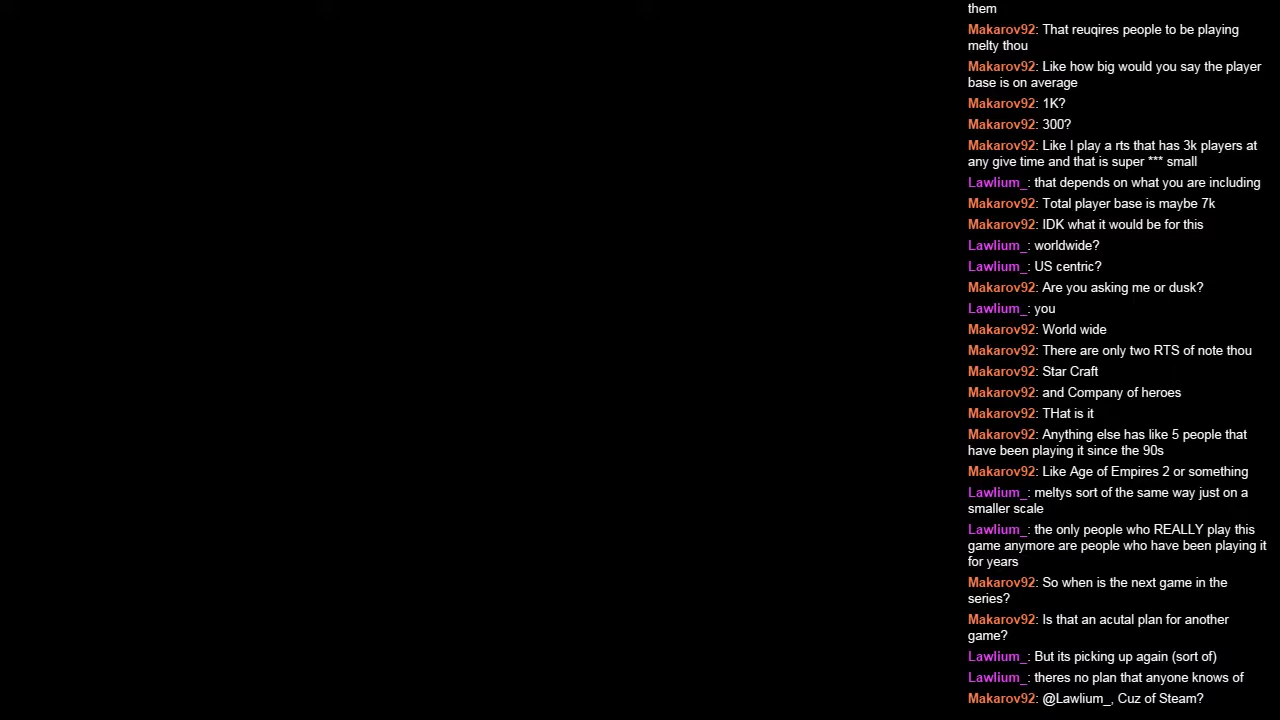 them
Makarov92: That reuqires people to be playing
melty thou
Makarov92: Like how big would you say the player
base is on average
Makarov92: 1K?
Makarov92: 300?
Makarov92: Like I play a rts that has 3k players at
any give time and that is super *** small
Lawlium_: that depends on what you are including
Makarov92: Total player base is maybe 7k
Makarov92: IDK what it would be for this
Lawlium_: worldwide?
Lawlium_: US centric?
Makarov92: Are you asking me or dusk?
Lawlium_: you
Makarov92: World wide
Makarov92: There are only two RTS of note thou
Makarov92: Star Craft
Makarov92: and Company of heroes
Makarov92: THat is it
Makarov92: Anything else has like 5 people that
have been playing it since the 90s
Makarov92: Like Age of Empires 2 or something
Lawlium_: meltys sort of the same way just on a
smaller scale
Lawlium_: the only people who REALLY play this
game anymore are people who have been playing it
for years
Makarov92: So when is the next game in the
series?
Makarov92: Is that an acutal plan for another
game?
Lawlium_: But its picking up again (sort of)
Lawlium_: theres no plan that anyone knows of
Makarov92: @Lawlium_, Cuz of Steam?